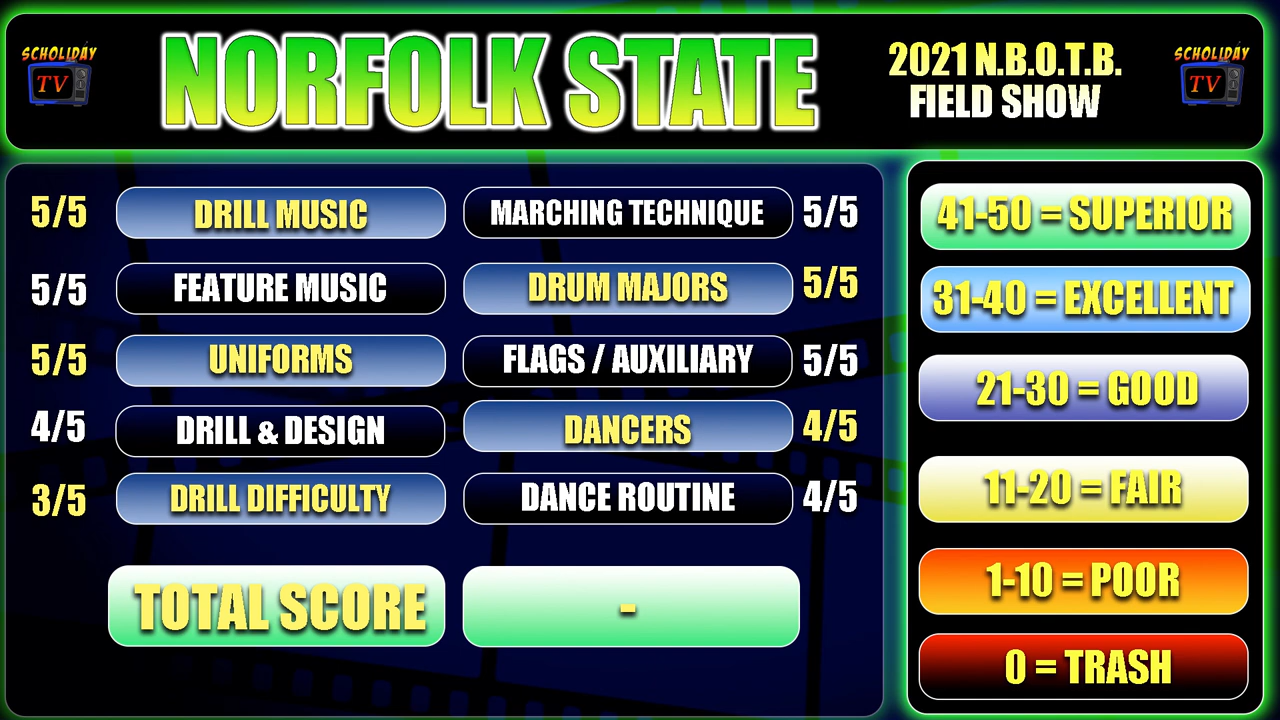 SCHOLIDAY
TV
NORFOLK STATE
2021 N.B.O.T.B.
FIELD SHOW
SCHOLIDAY
TV
5/5 DRILL MUSIC MARCHING TECHNIQUE 5/5
5/5 FEATURE MUSIC DRUM MAJORS 5/5
5/5 UNIFORMS FLAGS / AUXILIARY 5/5
4/5 DRILL & DESIGN DANCERS 4/5
3/5 DRILL DIFFICULTY DANCE ROUTINE 4/5
TOTAL SCORE -
41-50 = SUPERIOR
31-40 = EXCELLENT
21-30 = GOOD
11-20 = FAIR
1-10 = POOR
0 = TRASH